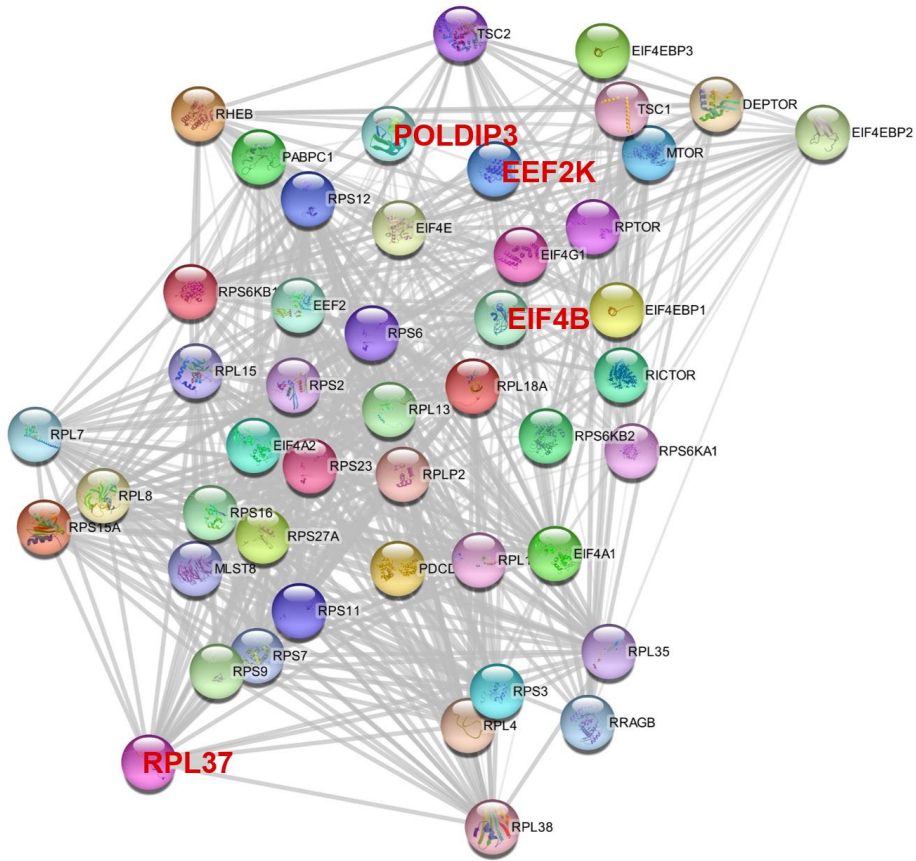 TSC2
EIF4EBP3
RHEB
TSC1
DEPTOR
POLDIP3
EIF4EBP2
PABPC1
MTOR
EEF2K
RPS12
EIF4E
RPTOR
EIF4G1
RPS6KB1
EEF2
EIF4B
EIF4EBP1
RPS6
RPL15
RPS2
RPL18A
RICTOR
RPL13
RPL7
EIF4A2
RPS6KB2
RPS6KA1
RPS23
RPLP2
RPL8
RPS16
RPS15A
RPS27A
MLST8
PDCD
RPL1
EIF4A1
RPS11
RPS7
RPS9
RPL35
RPS3
RPL4
RRAGB
RPL37
RPL38